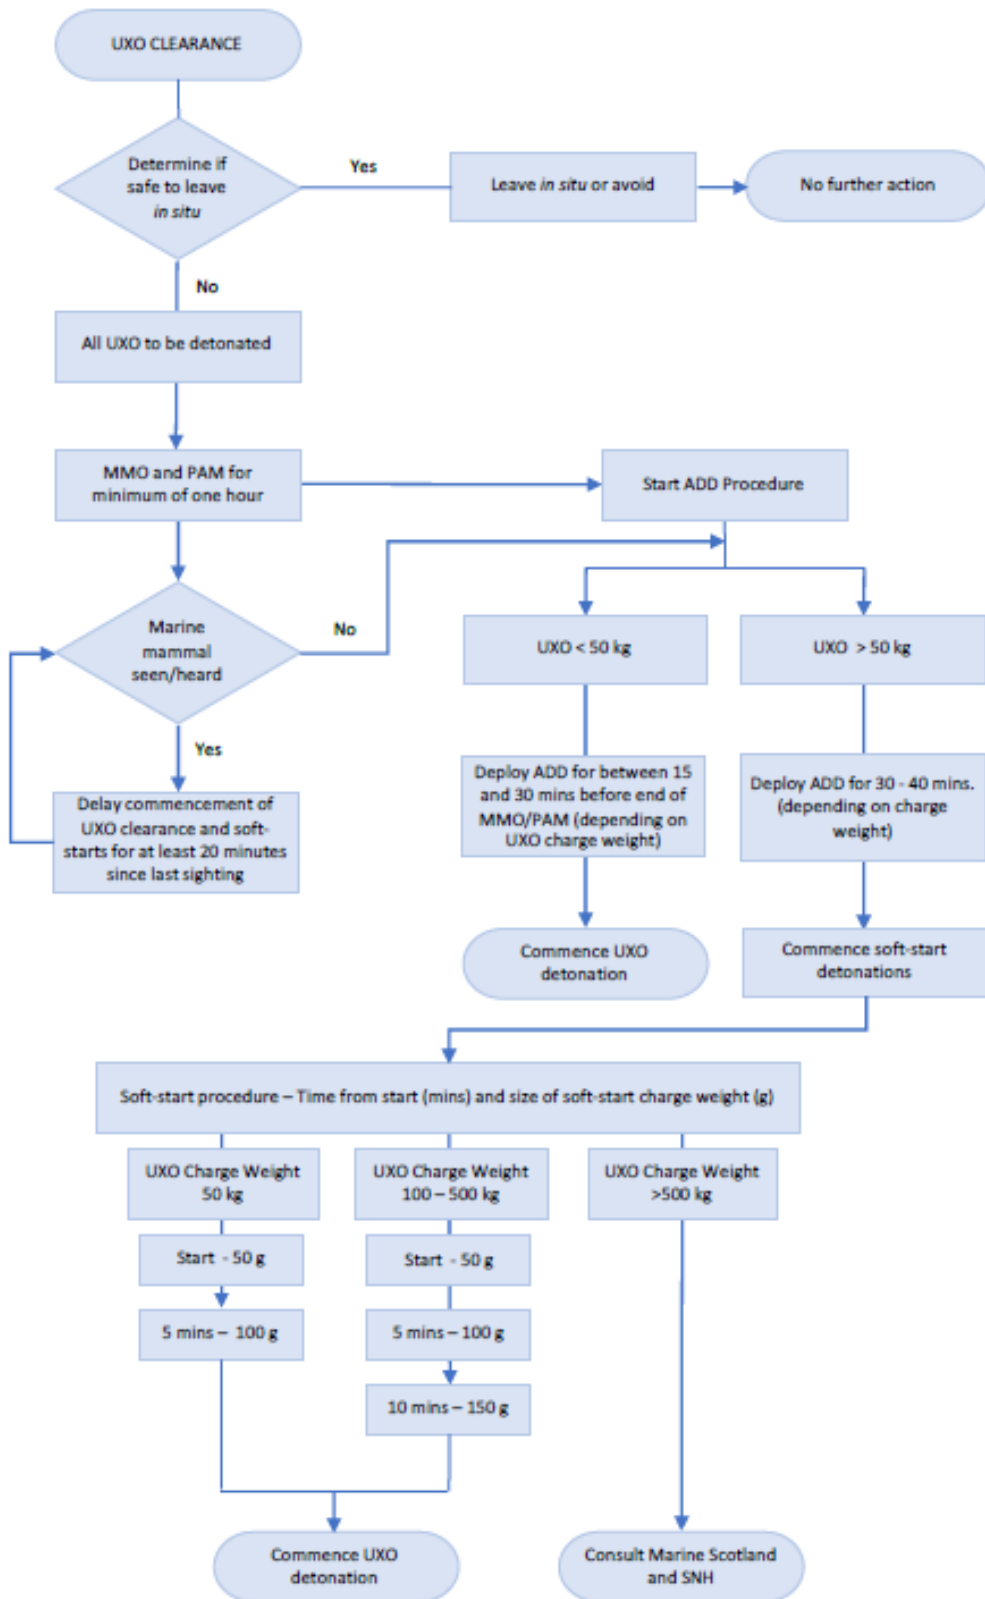 UXO CLEARANCE
Determine if
safe to leave
in situ
Yes
Leave in situ or avoid
No further action
No
All UXO to be detonated
MMO and PAM for
minimum of one hour
Start ADD Procedure
Marine
mammal
seen/heard
No
UXO < 50 kg
UXO  > 50 kg
Yes
Delay commencement of
UXO clearance and soft-
starts for at least 20 minutes
since last sighting
Deploy ADD for between 15
and 30 mins before end of
MMO/PAM (depending on
UXO charge weight)
Deploy ADD for 30 - 40 mins.
(depending on charge
weight)
Commence UXO
detonation
Commence soft-start
detonations
Soft-start procedure – Time from start (mins) and size of soft-start charge weight (g)
UXO Charge Weight
50 kg
UXO Charge Weight
100 – 500 kg
UXO Charge Weight
>500 kg
Start  - 50 g
Start  - 50 g
5 mins – 100 g
5 mins – 100 g
10 mins – 150 g
Commence UXO
detonation
Consult Marine Scotland
and SNH